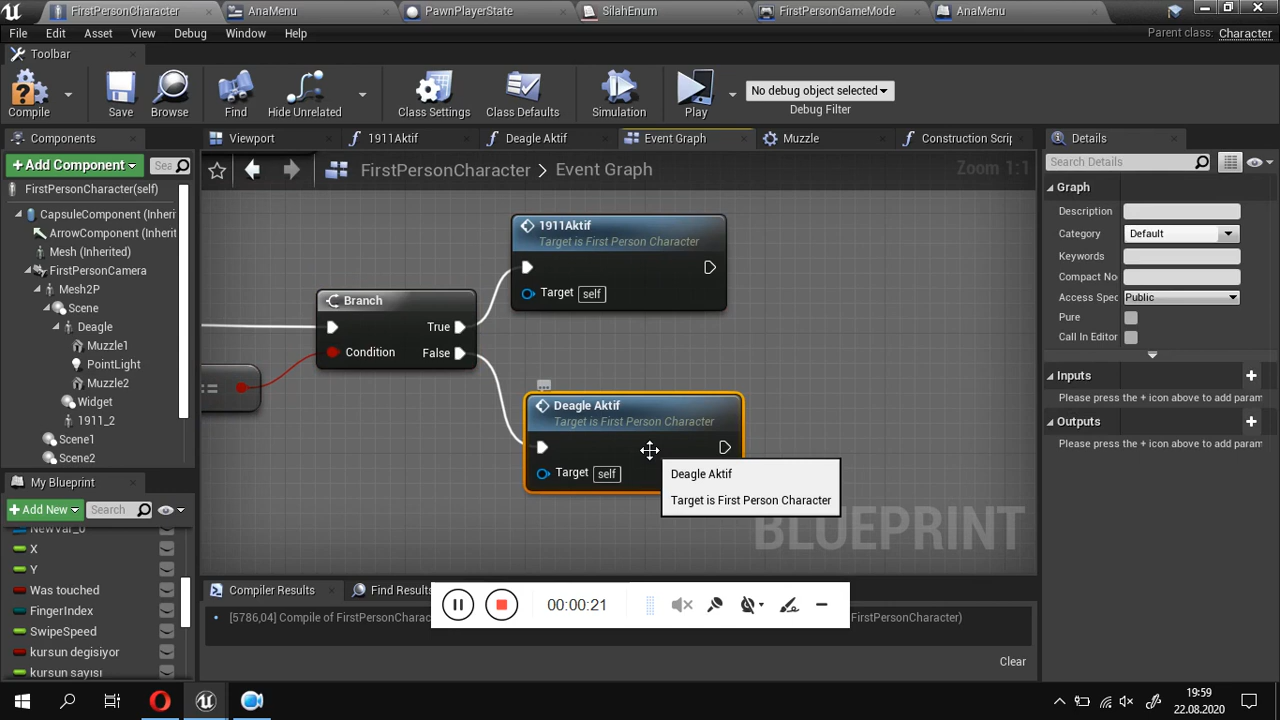 FirstPersonCharacter
AnaMenu
PawnPlayerState
SilahEnum
FirstPersonGameMode
AnaMenu
File Edit Asset View Debug Window Help
Parent class: Character
Toolbar
Compile
Save
Browse
Find
Hide Unrelated
Class Settings
Class Defaults
Simulation
Play
No debug object selected
Debug Filter
Components
Viewport
1911Aktif
Deagle Aktif
Event Graph
Muzzle
Construction Scrip
Details
+Add Component
Sea
FirstPersonCharacter > Event Graph
Zoom 1:1
Search Details
FirstPersonCharacter(self)
CapsuleComponent (Inherit
ArrowComponent (Inherit
Mesh (Inherited)
FirstPersonCamera
Mesh2P
Scene
Deagle
Muzzle1
PointLight
Muzzle2
Widget
1911_2
Scene1
Scene2
Graph
Description
Category Default
Keywords
Compact No
Access Spec Public
Pure
Call In Editor
Inputs
Please press the + icon above to add param
Outputs
Please press the + icon above to add param
1911Aktif
Target is First Person Character
Target self
Branch
True
Condition False
==
Deagle Aktif
Target is First Person Character
Target self
Deagle Aktif
Target is First Person Character
BLUEPRINT
My Blueprint
+Add New
Search
NewVar_0
X
Y
Was touched
FingerIndex
SwipeSpeed
kursun degisiyor
kursun sayısı
Compiler Results
Find Results
00:00:21
[5786,04] Compile of FirstPersonCharac
FirstPersonCharacter)
Clear
19:59
22.08.2020